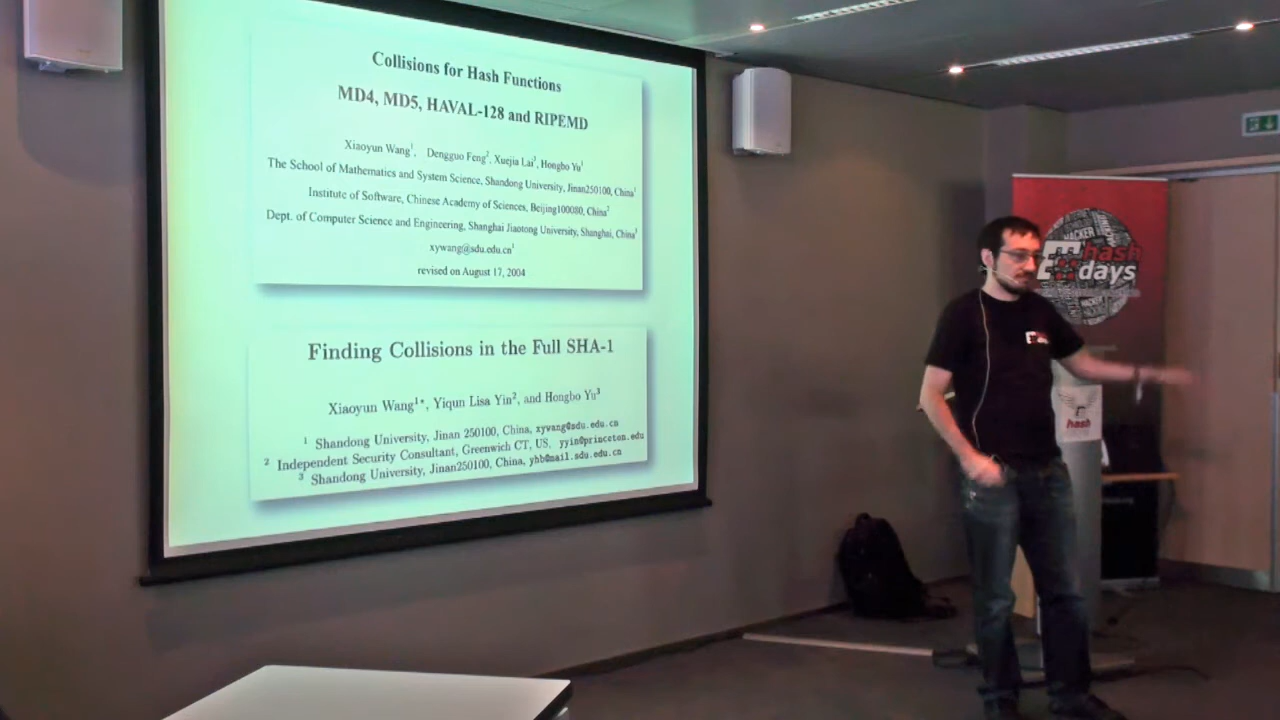 Collisions for Hash Functions
MD4, MD5, HAVAL-128 and RIPEMD
Xiaoyun Wang1, Dengguo Feng2, Xuejia Lai3, Hongbo Yu1
The School of Mathematics and System Science, Shandong University, Jinan250100, China1
Institute of Software, Chinese Academy of Sciences, Beijing100080, China2
Dept. of Computer Science and Engineering, Shanghai Jiaotong University, Shanghai, China3
xywang@sdu.edu.cn1
revised on August 17, 2004
Finding Collisions in the Full SHA-1
Xiaoyun Wang1*, Yiqun Lisa Yin2, and Hongbo Yu3
1 Shandong University, Jinan 250100, China, xywang@sdu.edu.cn
2 Independent Security Consultant, Greenwich CT, US, yyin@princeton.edu
3 Shandong University, Jinan250100, China, yhb@mail.sdu.edu.cn
HACKER
hash
days
hash